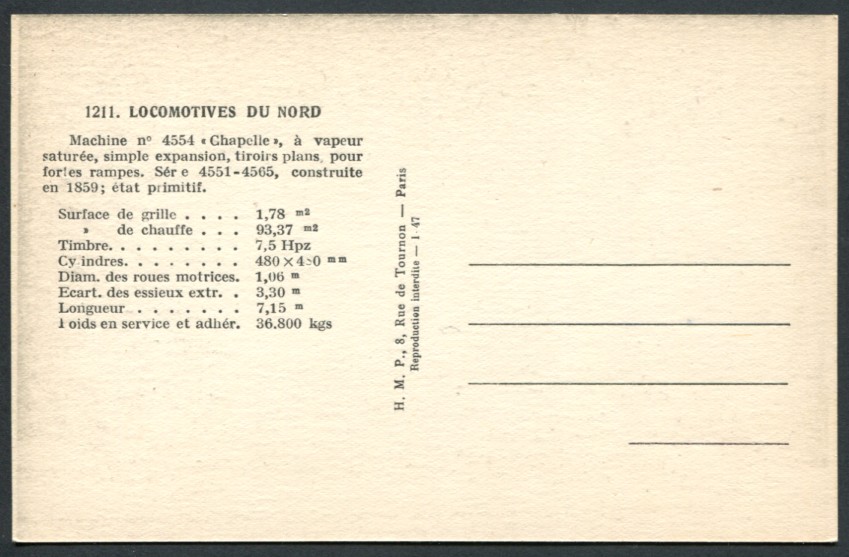 1211. LOCOMOTIVES DU NORD
Machine nº 4554 « Chapelle », à vapeur
saturée, simple expansion, tiroirs plans, pour
fortes rampes. Sér e 4551-4565, construite
en 1859; état primitif.
Surface de grille . . . . 1,78 m2
» de chauffe . . . 93,37 m2
Timbre. . . . . . . . . 7,5 Hpz
Cy indres. . . . . . . . 480 × mm
Diam. des roues motrices. 1,06 m
Ecart. des essieux extr. . 3,30 m
Longueur . . . . . . . 7,15 m
oids en service et adhér. 36.800 kgs
H. M. P., 8, Rue de Tournon — Paris
Reproduction interdite — 1-47